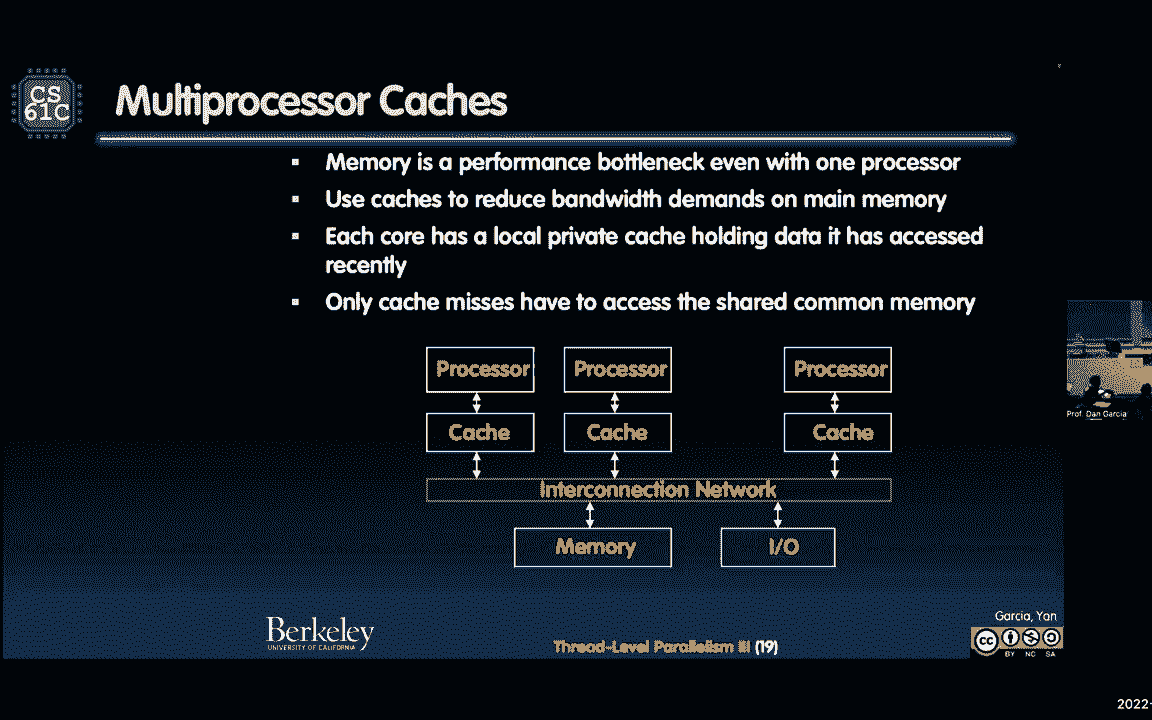 CS
61C
Multiprocessor Caches
▪ Memory is a performance bottleneck even with one processor
▪ Use caches to reduce bandwidth demands on main memory
▪ Each core has a local private cache holding data it has accessed
recently
▪ Only cache misses have to access the shared common memory
Processor Processor Processor
Cache Cache Cache
Interconnection Network
Memory I/O
Prof. Dan Garcia
Berkeley
UNIVERSITY OF CALIFORNIA
Thread-Level Parallelism III (19)
Garcia, Yan
cc
BY NC SA
2022-